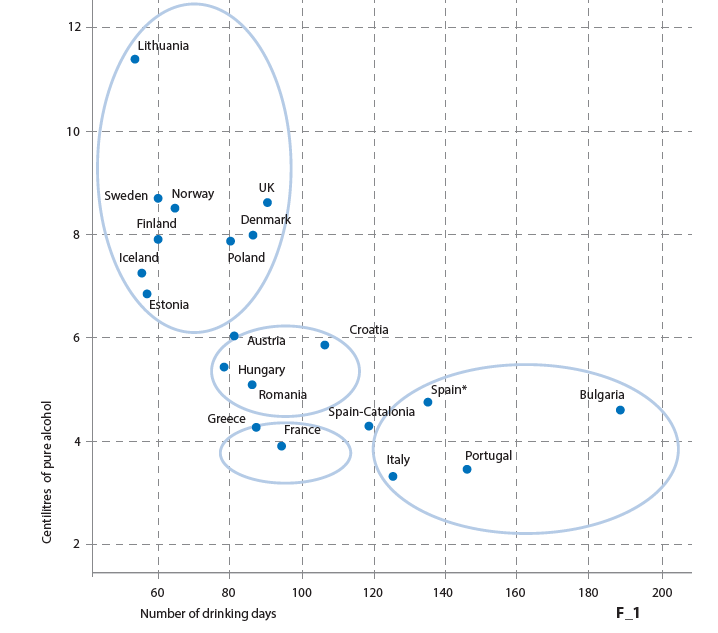 12
Lithuania
10
UK
Sweden
Norway
Denmark
Finland
8
Iceland
Poland
Estonia
6
Austria
Croatia
Hungary
Romania
Spain*
Bulgaria
Greece
France
Spain-Catalonia
4
Italy
Portugal
2
Centilitres of pure alcohol
60 80 100 120 140 160 180 200
Number of drinking days
F_1